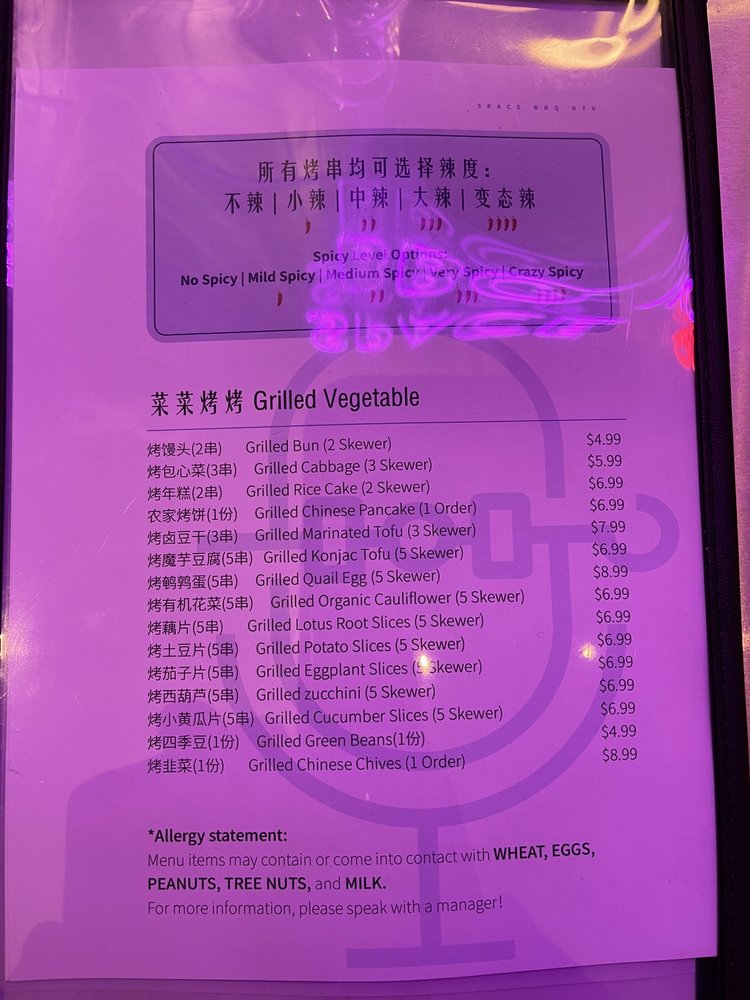 SPACE BBQ KTV
所有烤串均可选择辣度:
不辣 | 小辣 | 中辣 | 大辣 | 变态辣
Spicy Level Options:
No Spicy | Mild Spicy | Medium Spicy | Very Spicy | Crazy Spicy
菜菜烤烤 Grilled Vegetable
烤馒头(2串) Grilled Bun (2 Skewer) $4.99
烤包心菜(3串) Grilled Cabbage (3 Skewer) $5.99
烤年糕(2串) Grilled Rice Cake (2 Skewer) $6.99
农家烤饼(1份) Grilled Chinese Pancake (1 Order) $6.99
烤卤豆干(3串) Grilled Marinated Tofu (3 Skewer) $7.99
烤魔芋豆腐(5串) Grilled Konjac Tofu (5 Skewer) $6.99
烤鹌鹑蛋(5串) Grilled Quail Egg (5 Skewer) $8.99
烤有机花菜(5串) Grilled Organic Cauliflower (5 Skewer) $6.99
烤藕片(5串) Grilled Lotus Root Slices (5 Skewer) $6.99
烤土豆片(5串) Grilled Potato Slices (5 Skewer) $6.99
烤茄子片(5串) Grilled Eggplant Slices (5 Skewer) $6.99
烤西葫芦(5串) Grilled zucchini (5 Skewer) $6.99
烤小黄瓜片(5串) Grilled Cucumber Slices (5 Skewer) $6.99
烤四季豆(1份) Grilled Green Beans(1份) $4.99
烤韭菜(1份) Grilled Chinese Chives (1 Order) $8.99
*Allergy statement:
Menu items may contain or come into contact with WHEAT, EGGS,
PEANUTS, TREE NUTS, and MILK.
For more information, please speak with a manager!